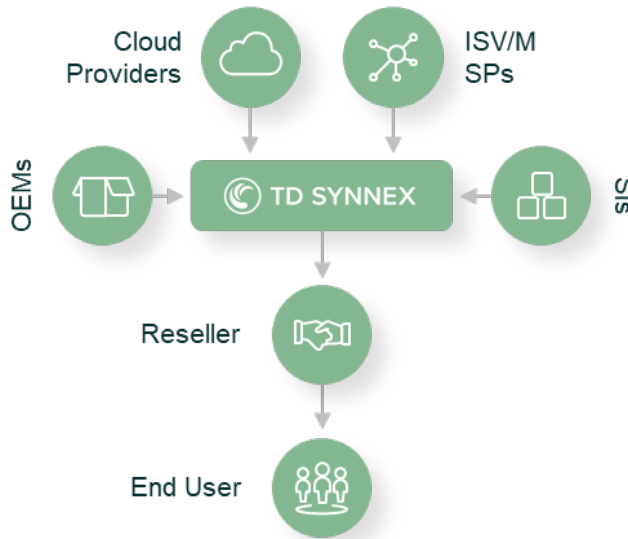 Cloud
Providers
ISV/M
SPs
OEMs
TD SYNNEX
SIs
Reseller
End User